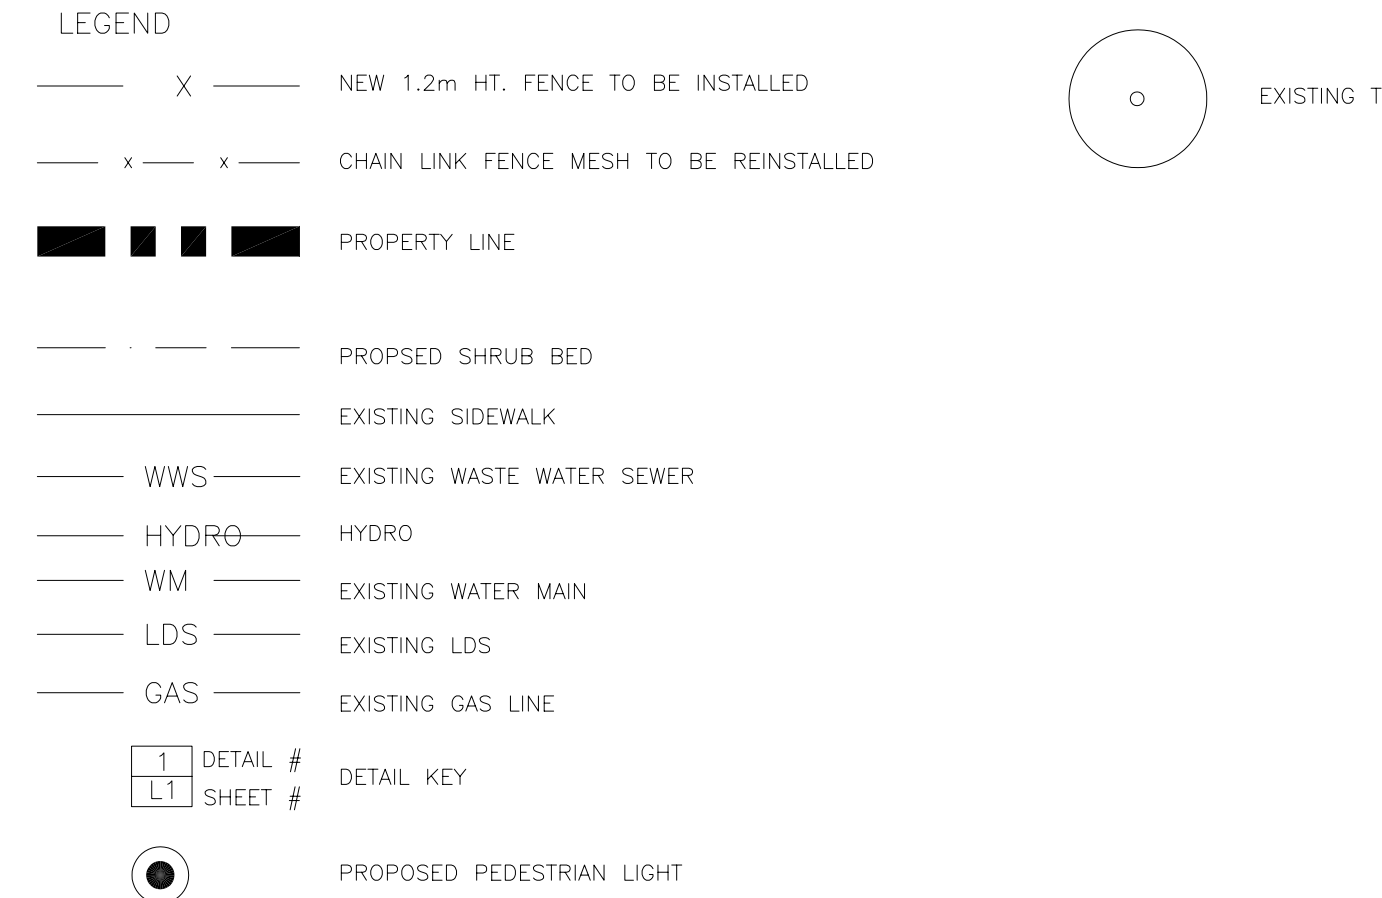 LEGEND
X NEW 1.2m HT. FENCE TO BE INSTALLED
x x CHAIN LINK FENCE MESH TO BE REINSTALLED
PROPERTY LINE
PROPSED SHRUB BED
EXISTING SIDEWALK
WWS EXISTING WASTE WATER SEWER
HYDRO HYDRO
WM EXISTING WATER MAIN
LDS EXISTING LDS
GAS EXISTING GAS LINE
1 DETAIL #
L1 SHEET #
DETAIL KEY
PROPOSED PEDESTRIAN LIGHT
EXISTING T